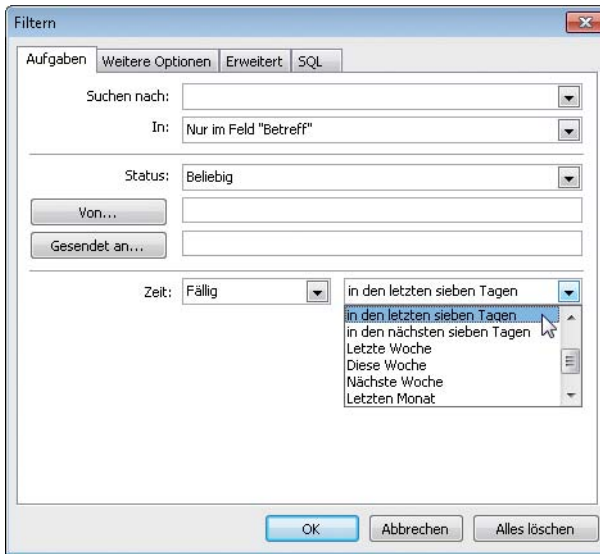 Filtern
Aufgaben Weitere Optionen Erweitert SQL
Suchen nach:
In: Nur im Feld "Betreff"
Status: Beliebig
Von...
Gesendet an...
Zeit: Fällig in den letzten sieben Tagen
in den letzten sieben Tagen
in den nächsten sieben Tagen
Letzte Woche
Diese Woche
Nächste Woche
Letzten Monat
OK Abbrechen Alles löschen